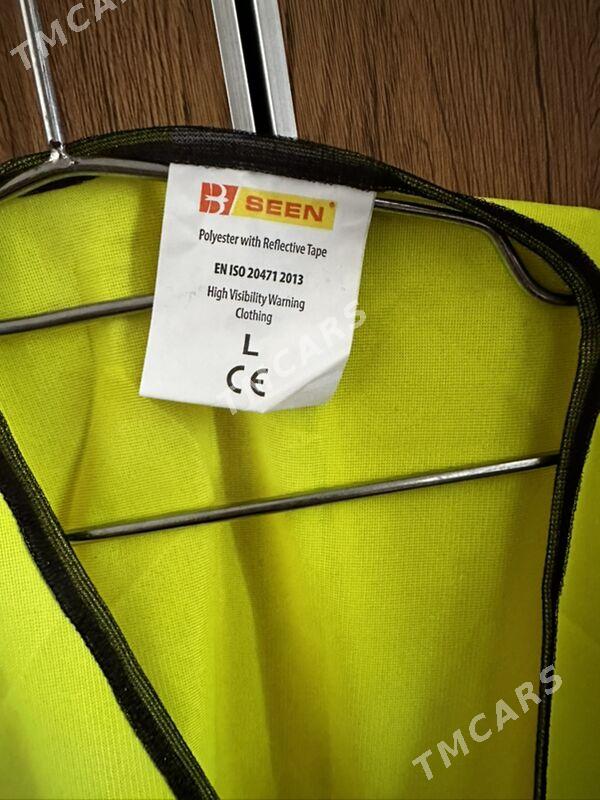 TMCARS
B SEEN®
Polyester with Reflective Tape
EN ISO 20471 2013
High Visibility Warning
Clothing
L
CE
TMCARS
TMCARS